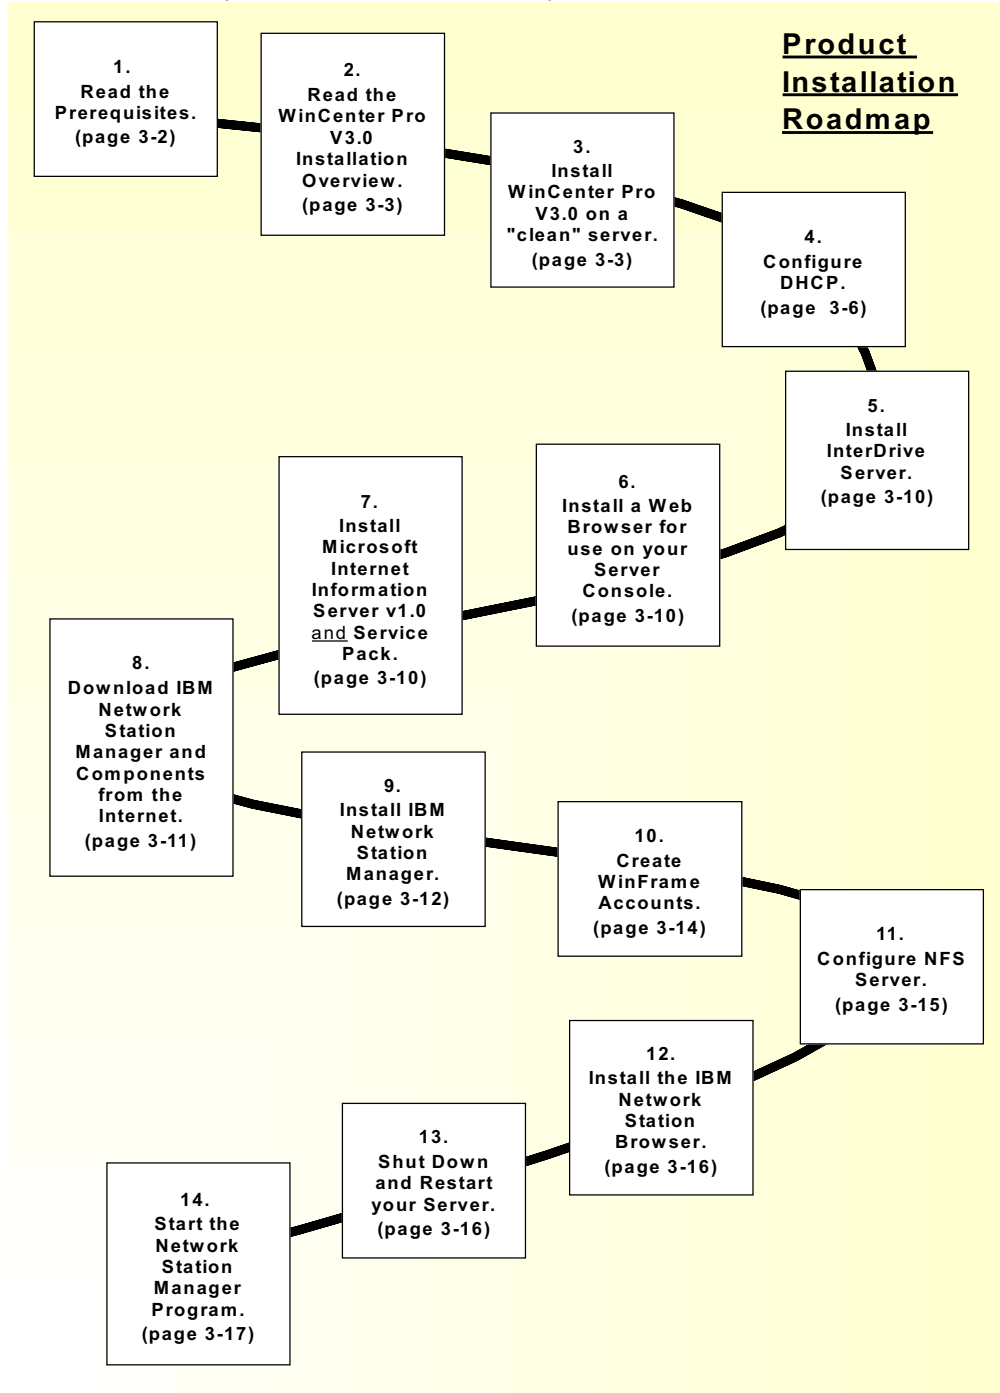 Product
Installation
Roadmap
1.
Read the
Prerequisites.
(page 3-2)
2.
Read the
WinCenter Pro
V3.0
Installation
Overview.
(page 3-3)
3.
Install
WinCenter Pro
V3.0 on a
"clean" server.
(page 3-3)
4.
Configure
DHCP.
(page 3-6)
5.
Install
InterDrive
Server.
(page 3-10)
6.
Install a Web
Browser for
use on your
Server
Console.
(page 3-10)
7.
Install
Microsoft
Internet
Information
Server v1.0
and Service
Pack.
(page 3-10)
8.
Download IBM
Network
Station
Manager and
Components
from the
Internet.
(page 3-11)
9.
Install IBM
Network
Station
Manager.
(page 3-12)
10.
Create
WinFrame
Accounts.
(page 3-14)
11.
Configure NFS
Server.
(page 3-15)
12.
Install the IBM
Network
Station
Browser.
(page 3-16)
13.
Shut Down
and Restart
your Server.
(page 3-16)
14.
Start the
Network
Station
Manager
Program.
(page 3-17)